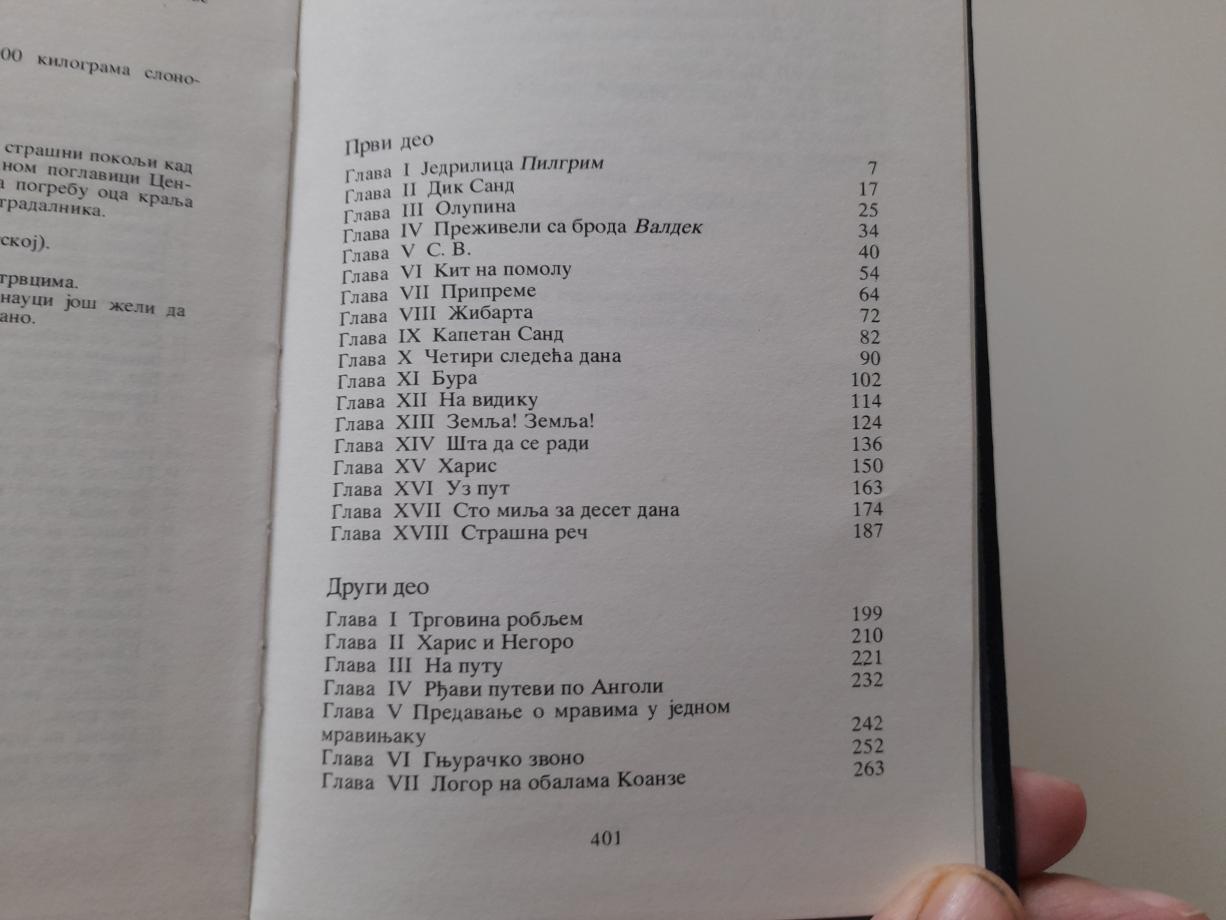 00 килограма слоно-
страшни покољи кад
ном поглавици Цен-
а погребу оца краља
традалника.
ској).
трвцима.
науци још жели да
ано.
Први део
Глава I Једрилица Пилгрим 7
Глава II Дик Санд 17
Глава III Олупина 25
Глава IV Преживели са брода Валдек 34
Глава V С. В. 40
Глава VI Кит на помолу 54
Глава VII Припреме 64
Глава VIII Жибарта 72
Глава IX Капетан Санд 82
Глава X Четири следећа дана 90
Глава XI Бура 102
Глава XII На видику 114
Глава XIII Земља! Земља! 124
Глава XIV Шта да се ради 136
Глава XV Харис 150
Глава XVI Уз пут 163
Глава XVII Сто миља за десет дана 174
Глава XVIII Страшна реч 187
Други део
Глава I Трговина робљем 199
Глава II Харис и Негоро 210
Глава III На путу 221
Глава IV Рђави путеви по Анголи 232
Глава V Предавање о мравима у једном
мравињаку 242
Глава VI Гњурачко звоно 252
Глава VII Логор на обалама Коанзе 263
401